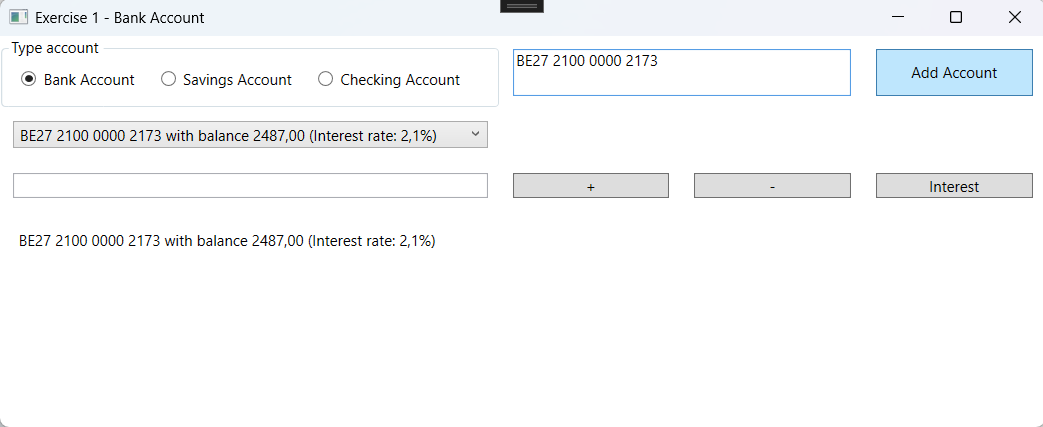 Exercise 1 - Bank Account
Type account
Bank Account Savings Account Checking Account
BE27 2100 0000 2173
Add Account
BE27 2100 0000 2173 with balance 2487,00 (Interest rate: 2,1%)
+ - Interest
BE27 2100 0000 2173 with balance 2487,00 (Interest rate: 2,1%)